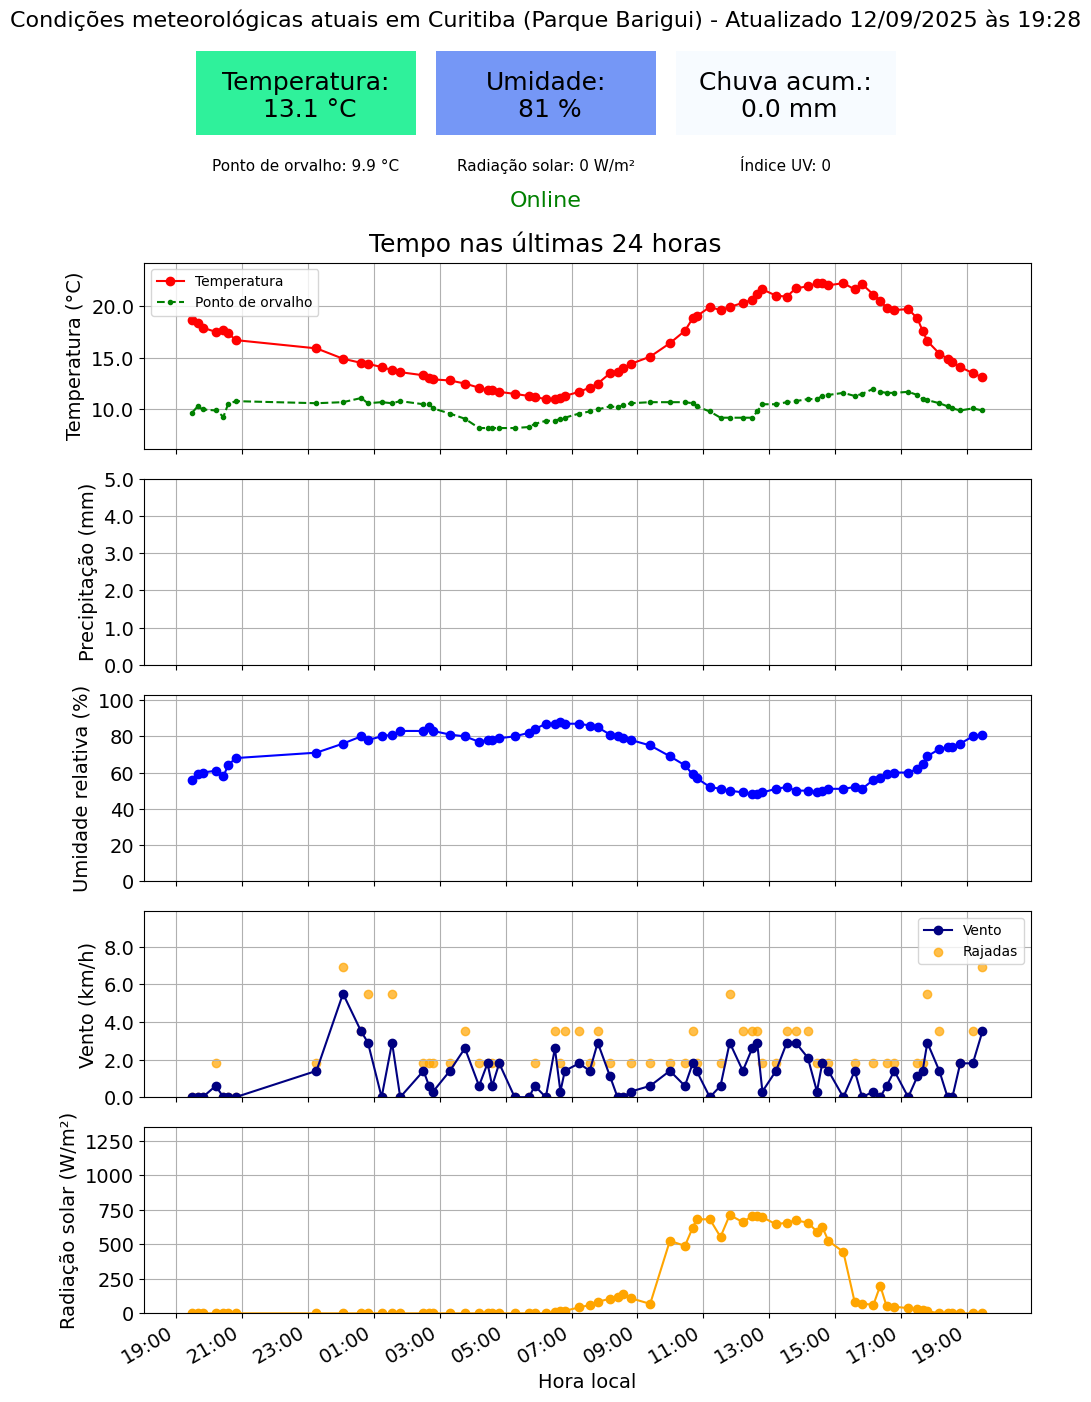 Condições meteorológicas atuais em Curitiba (Parque Barigui) - Atualizado 12/09/2025 às 19:28
Temperatura:
13.1 °C
Umidade:
81 %
Chuva acum.:
0.0 mm
Ponto de orvalho: 9.9 °C
Radiação solar: 0 W/m²
Índice UV: 0
Online
Tempo nas últimas 24 horas
Temperatura (°C)
20.0
15.0
10.0
Temperatura
Ponto de orvalho
Precipitação (mm)
5.0
4.0
3.0
2.0
1.0
0.0
Umidade relativa (%)
100
80
60
40
20
0
Vento (km/h)
8.0
6.0
4.0
2.0
0.0
Vento
Rajadas
Radiação solar (W/m²)
1250
1000
750
500
250
0
19:00
21:00
23:00
01:00
03:00
05:00
07:00
09:00
11:00
13:00
15:00
17:00
19:00
Hora local